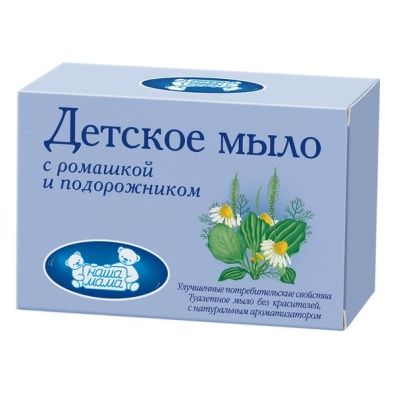 Детское мыло
с ромашкой
и подорожником
наша
мама
Улучшенные потребительские свойства
Туалетное мыло без красителей,
с натуральным ароматизатором